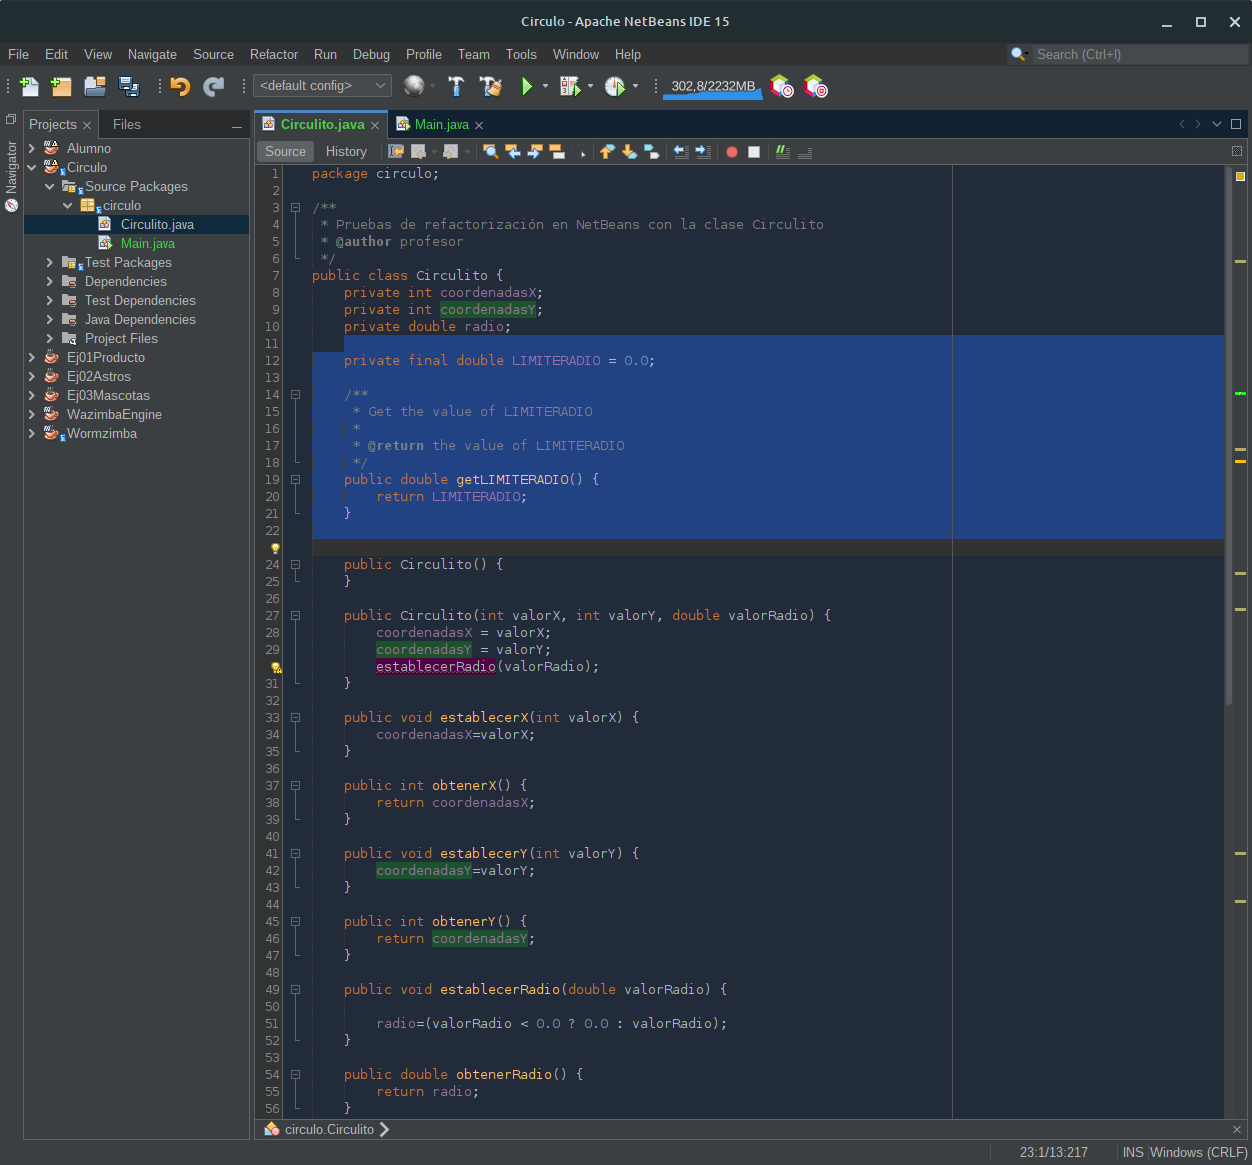 Circulo - Apache NetBeans IDE 15
File Edit View Navigate Source Refactor Run Debug Profile Team Tools Window Help
Search (Ctrl+I)
<default config>
302,8/2232MB
Projects
Files
Navigator
Alumno
Circulo
Source Packages
circulo
Circulito.java
Main.java
Test Packages
Dependencies
Test Dependencies
Java Dependencies
Project Files
Ej01Producto
Ej02Astros
Ej03Mascotas
WazimbaEngine
Wormzimba
Circulito.java
Main.java
Source History
1 package circulo;
2
3 /**
4  * Pruebas de refactorización en NetBeans con la clase Circulito
5  * @author profesor
6  */
7 public class Circulito {
8     private int coordenadasX;
9     private int coordenadasY;
10     private double radio;
11
12     private final double LIMITERADIO = 0.0;
13
14     /**
15      * Get the value of LIMITERADIO
16      *
17      * @return the value of LIMITERADIO
18      */
19     public double getLIMITERADIO() {
20         return LIMITERADIO;
21     }
22
24     public Circulito() {
25     }
26
27     public Circulito(int valorX, int valorY, double valorRadio) {
28         coordenadasX = valorX;
29         coordenadasY = valorY;
establecerRadio(valorRadio);
31     }
32
33     public void establecerX(int valorX) {
34         coordenadasX=valorX;
35     }
36
37     public int obtenerX() {
38         return coordenadasX;
39     }
40
41     public void establecerY(int valorY) {
42         coordenadasY=valorY;
43     }
44
45     public int obtenerY() {
46         return coordenadasY;
47     }
48
49     public void establecerRadio(double valorRadio) {
50
51         radio=(valorRadio < 0.0 ? 0.0 : valorRadio);
52     }
53
54     public double obtenerRadio() {
55         return radio;
56     }
circulo.Circulito
23:1/13:217 INS Windows (CRLF)